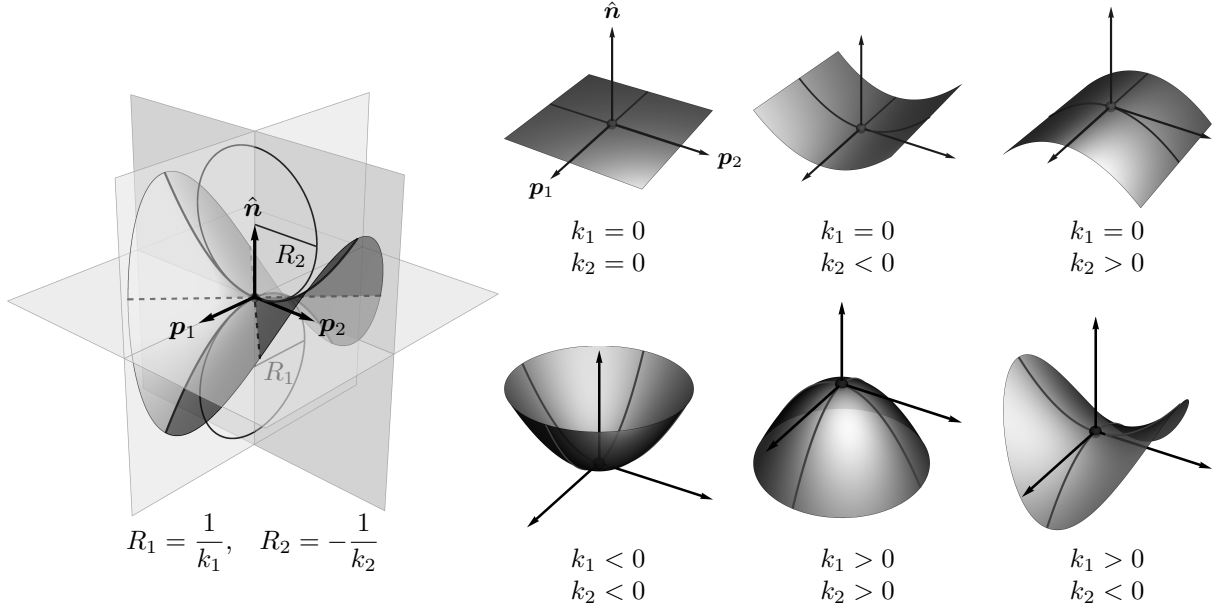 n̂
R₂
p₁
p₂
R₁
R₁ = 1/k₁, R₂ = −1/k₂
n̂
p₂
p₁
k₁ = 0
k₂ = 0
k₁ = 0
k₂ < 0
k₁ = 0
k₂ > 0
k₁ < 0
k₂ < 0
k₁ > 0
k₂ > 0
k₁ > 0
k₂ < 0